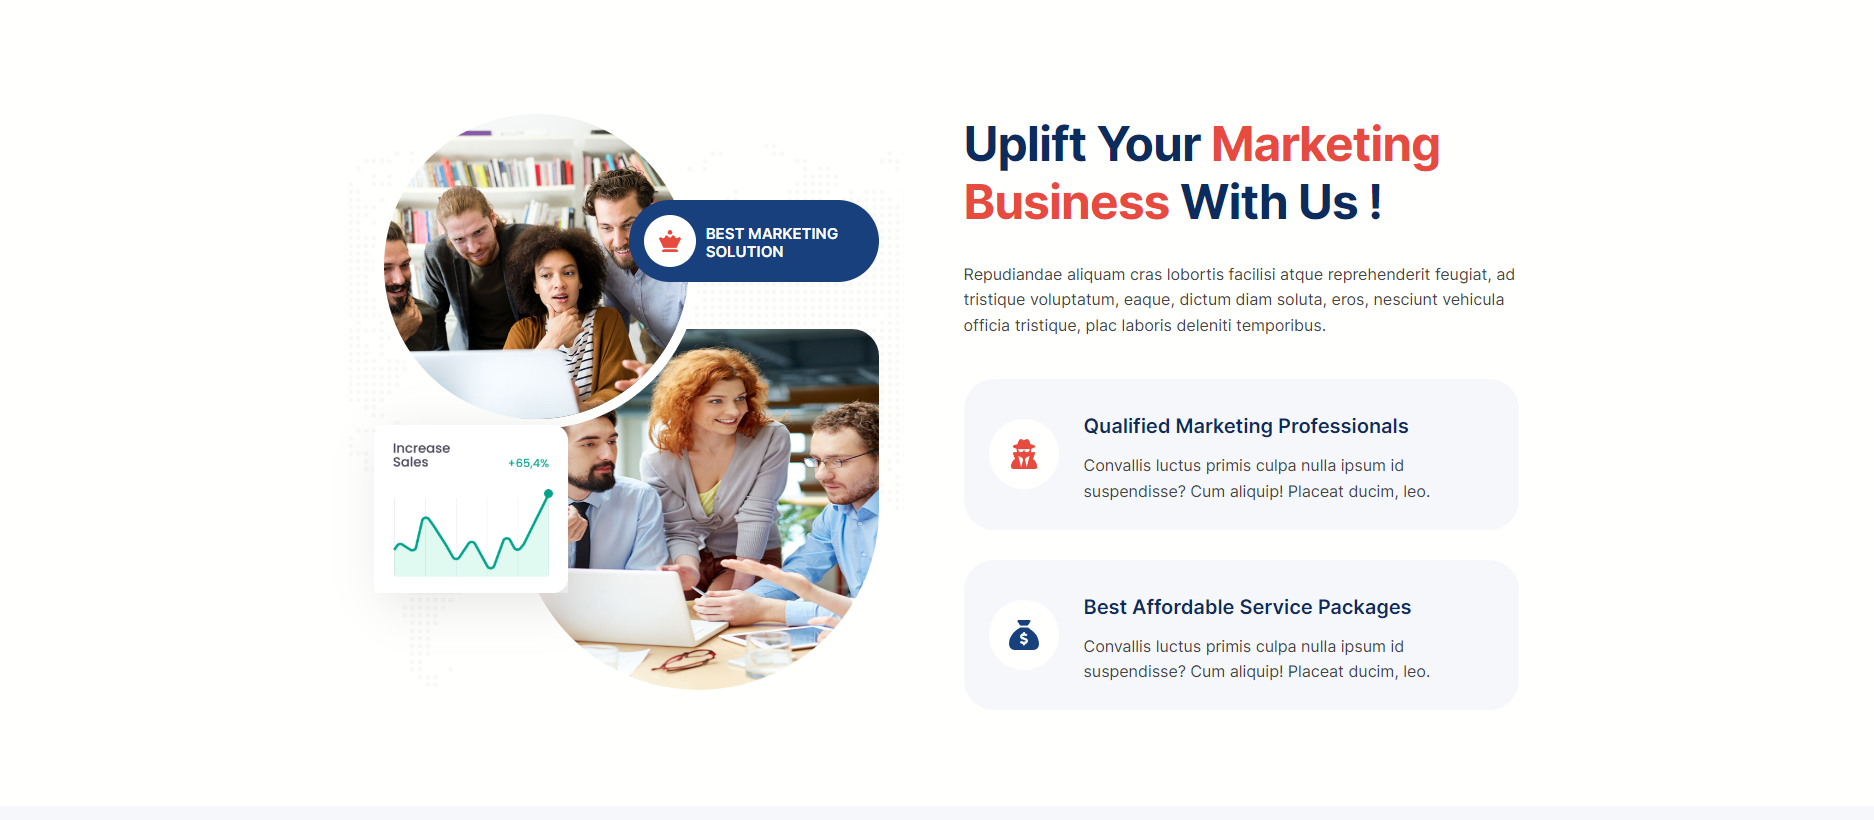 BEST MARKETING
SOLUTION
Increase
Sales
+65,4%
Uplift Your Marketing
Business With Us !
Repudiandae aliquam cras lobortis facilisi atque reprehenderit feugiat, ad
tristique voluptatum, eaque, dictum diam soluta, eros, nesciunt vehicula
officia tristique, plac laboris deleniti temporibus.
Qualified Marketing Professionals
Convallis luctus primis culpa nulla ipsum id
suspendisse? Cum aliquip! Placeat ducim, leo.
Best Affordable Service Packages
Convallis luctus primis culpa nulla ipsum id
suspendisse? Cum aliquip! Placeat ducim, leo.